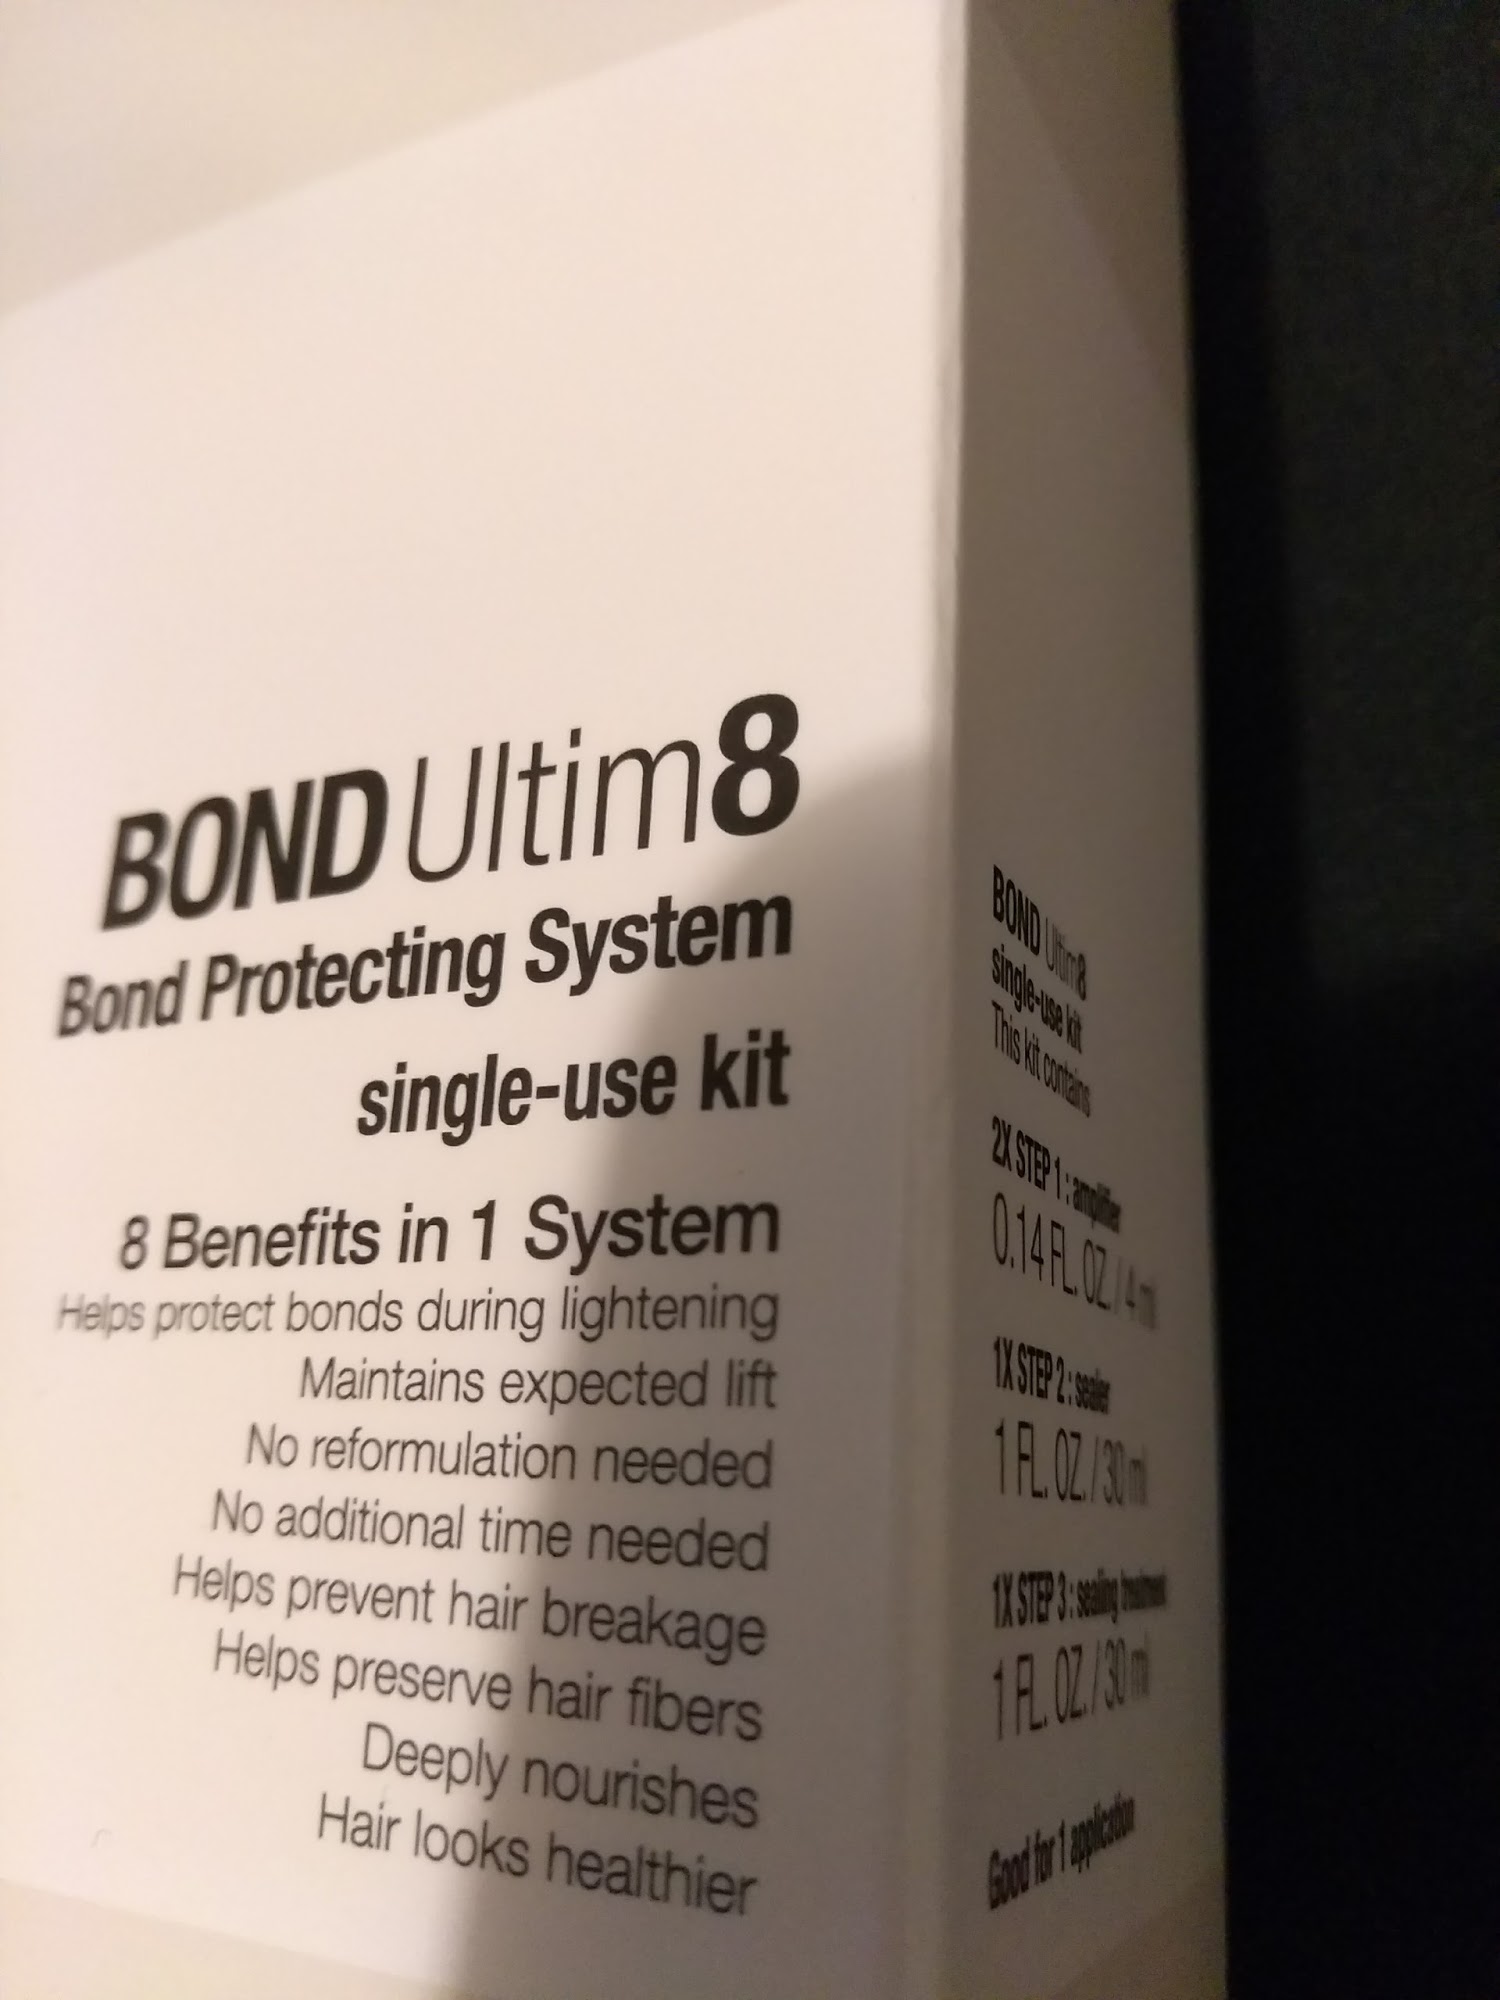 BOND Ultim8
Bond Protecting System
single-use kit
8 Benefits in 1 System
Helps protect bonds during lightening
Maintains expected lift
No reformulation needed
No additional time needed
Helps prevent hair breakage
Helps preserve hair fibers
Deeply nourishes
Hair looks healthier
BOND Ultim8
single-use kit
This kit contains
2X STEP 1 : amplifier
0.14 FL. OZ. / 4 ml
1X STEP 2 : sealer
1 FL. OZ. / 30 ml
1X STEP 3 : sealing treatment
1 FL. OZ. / 30 ml
Good for 1 application